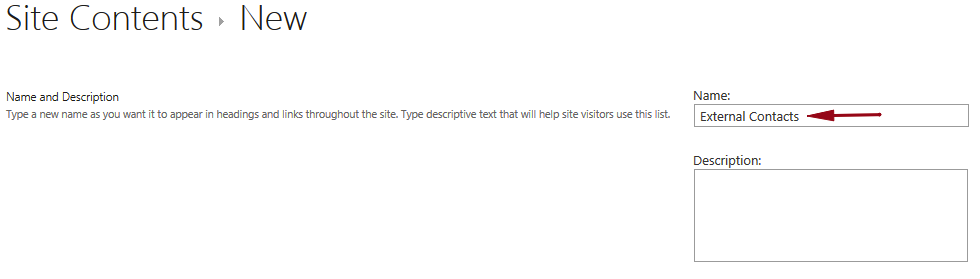 Site Contents ▸ New
Name and Description
Type a new name as you want it to appear in headings and links throughout the site. Type descriptive text that will help site visitors use this list.
Name:
External Contacts
Description: